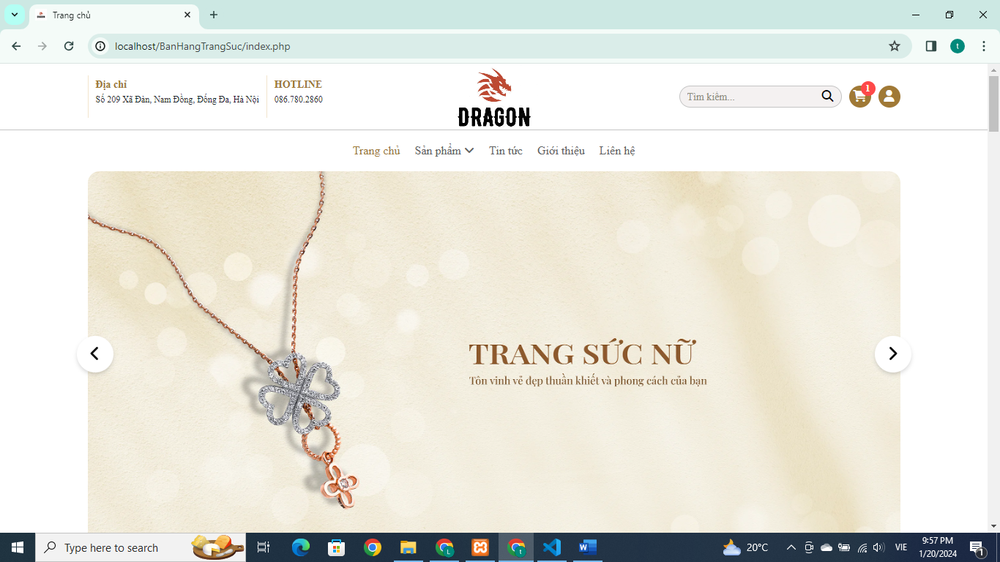 Trang chủ
localhost/BanHangTrangSuc/index.php
t
Địa chỉ
Số 209 Xã Đàn, Nam Đồng, Đống Đa, Hà Nội
HOTLINE
086.780.2860
DRAGON
Tìm kiếm...
1
Trang chủ Sản phẩm Tin tức Giới thiệu Liên hệ
TRANG SỨC NỮ
Tôn vinh vẻ đẹp thuần khiết và phong cách của bạn
Type here to search
20°C
VIE
9:57 PM
1/20/2024
1